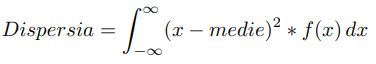 Dispersia = ∫_{-∞}^{∞} (x − medie)² * f(x) dx